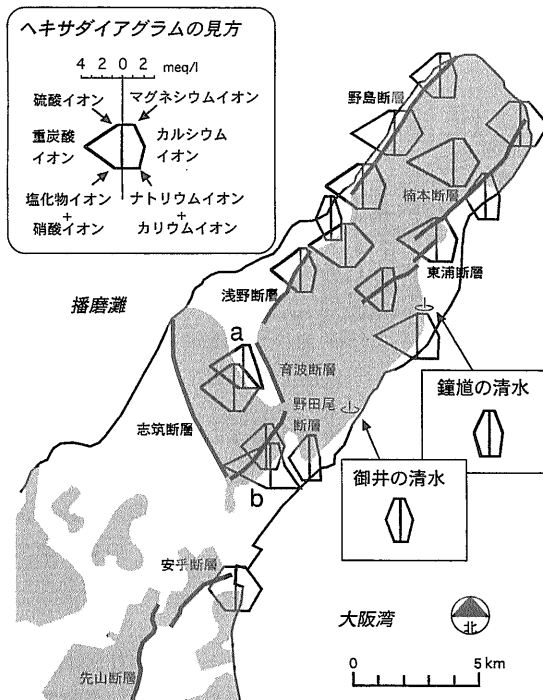 ヘキサダイアグラムの見方
4 2 0 2 meq/l
硫酸イオン
マグネシウムイオン
重炭酸
イオン
カルシウム
イオン
塩化物イオン
+
硝酸イオン
ナトリウムイオン
+
カリウムイオン
野島断層
楠本断層
東浦断層
浅野断層
播磨灘
a
育波断層
野田尾
断層
志筑断層
b
鐘馗の清水
御井の清水
安乎断層
先山断層
大阪湾
北
0 5 km